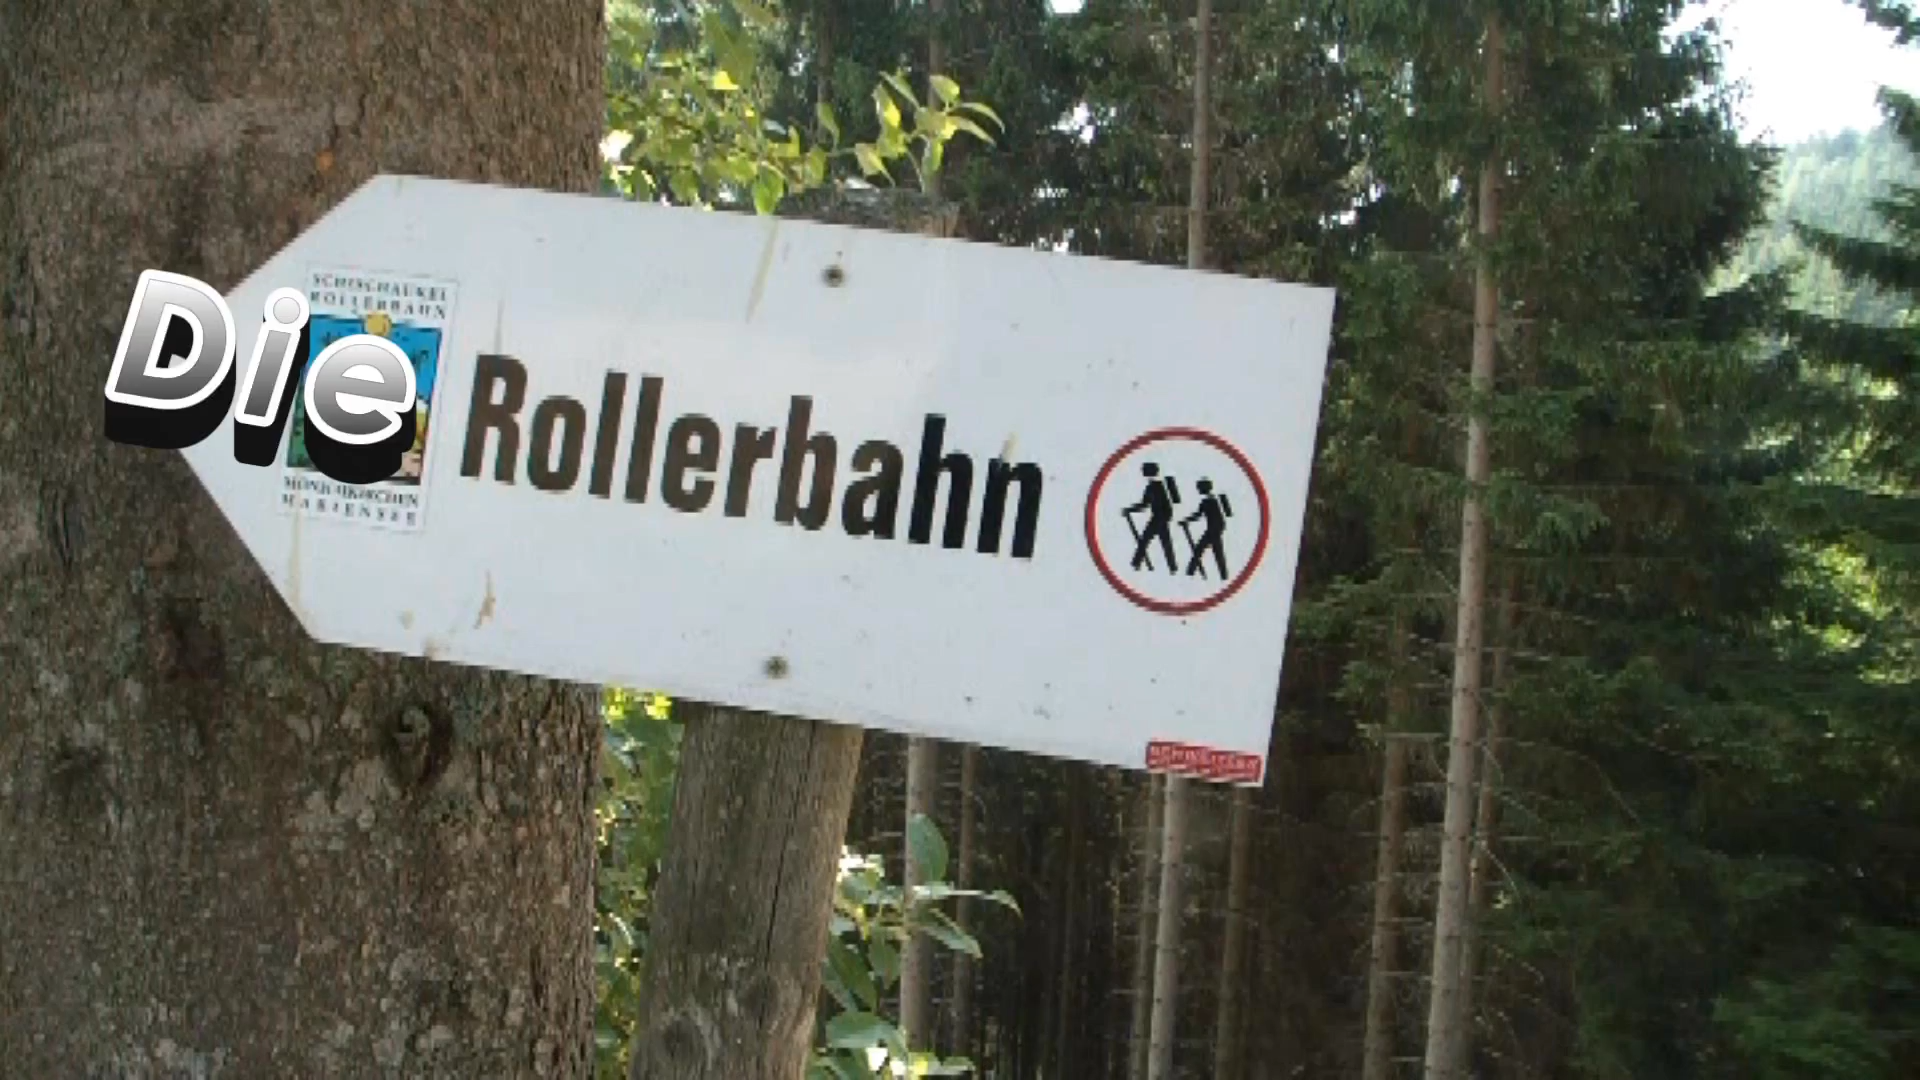 SCHISCHAUKEL
ROLLERBAHN
Die Rollerbahn
MÖNICHKIRCHEN
MARIENSEE